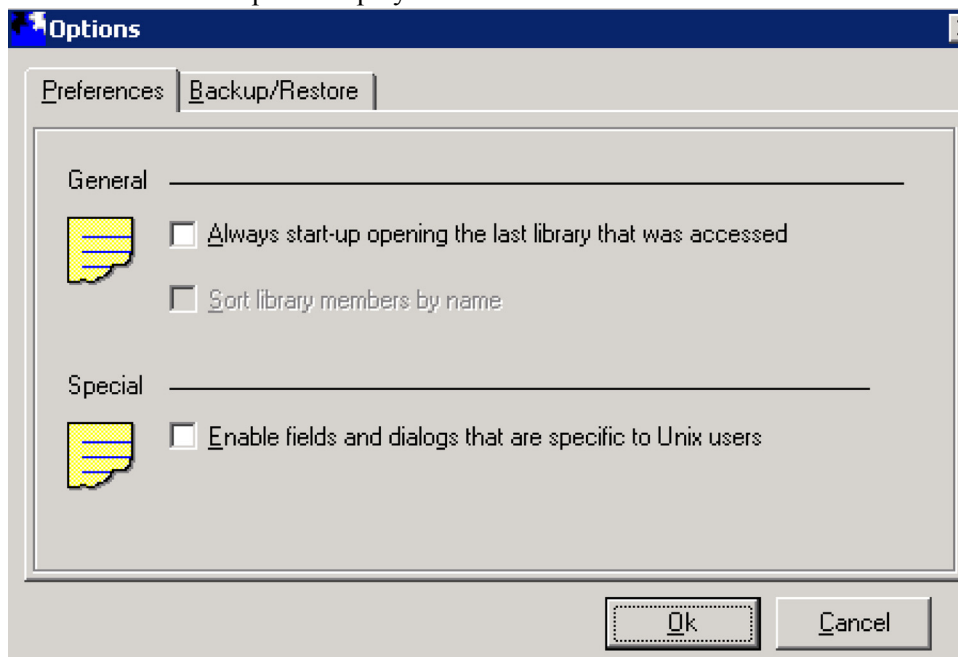 Options
Preferences Backup/Restore
General
Always start-up opening the last library that was accessed
Sort library members by name
Special
Enable fields and dialogs that are specific to Unix users
Ok Cancel